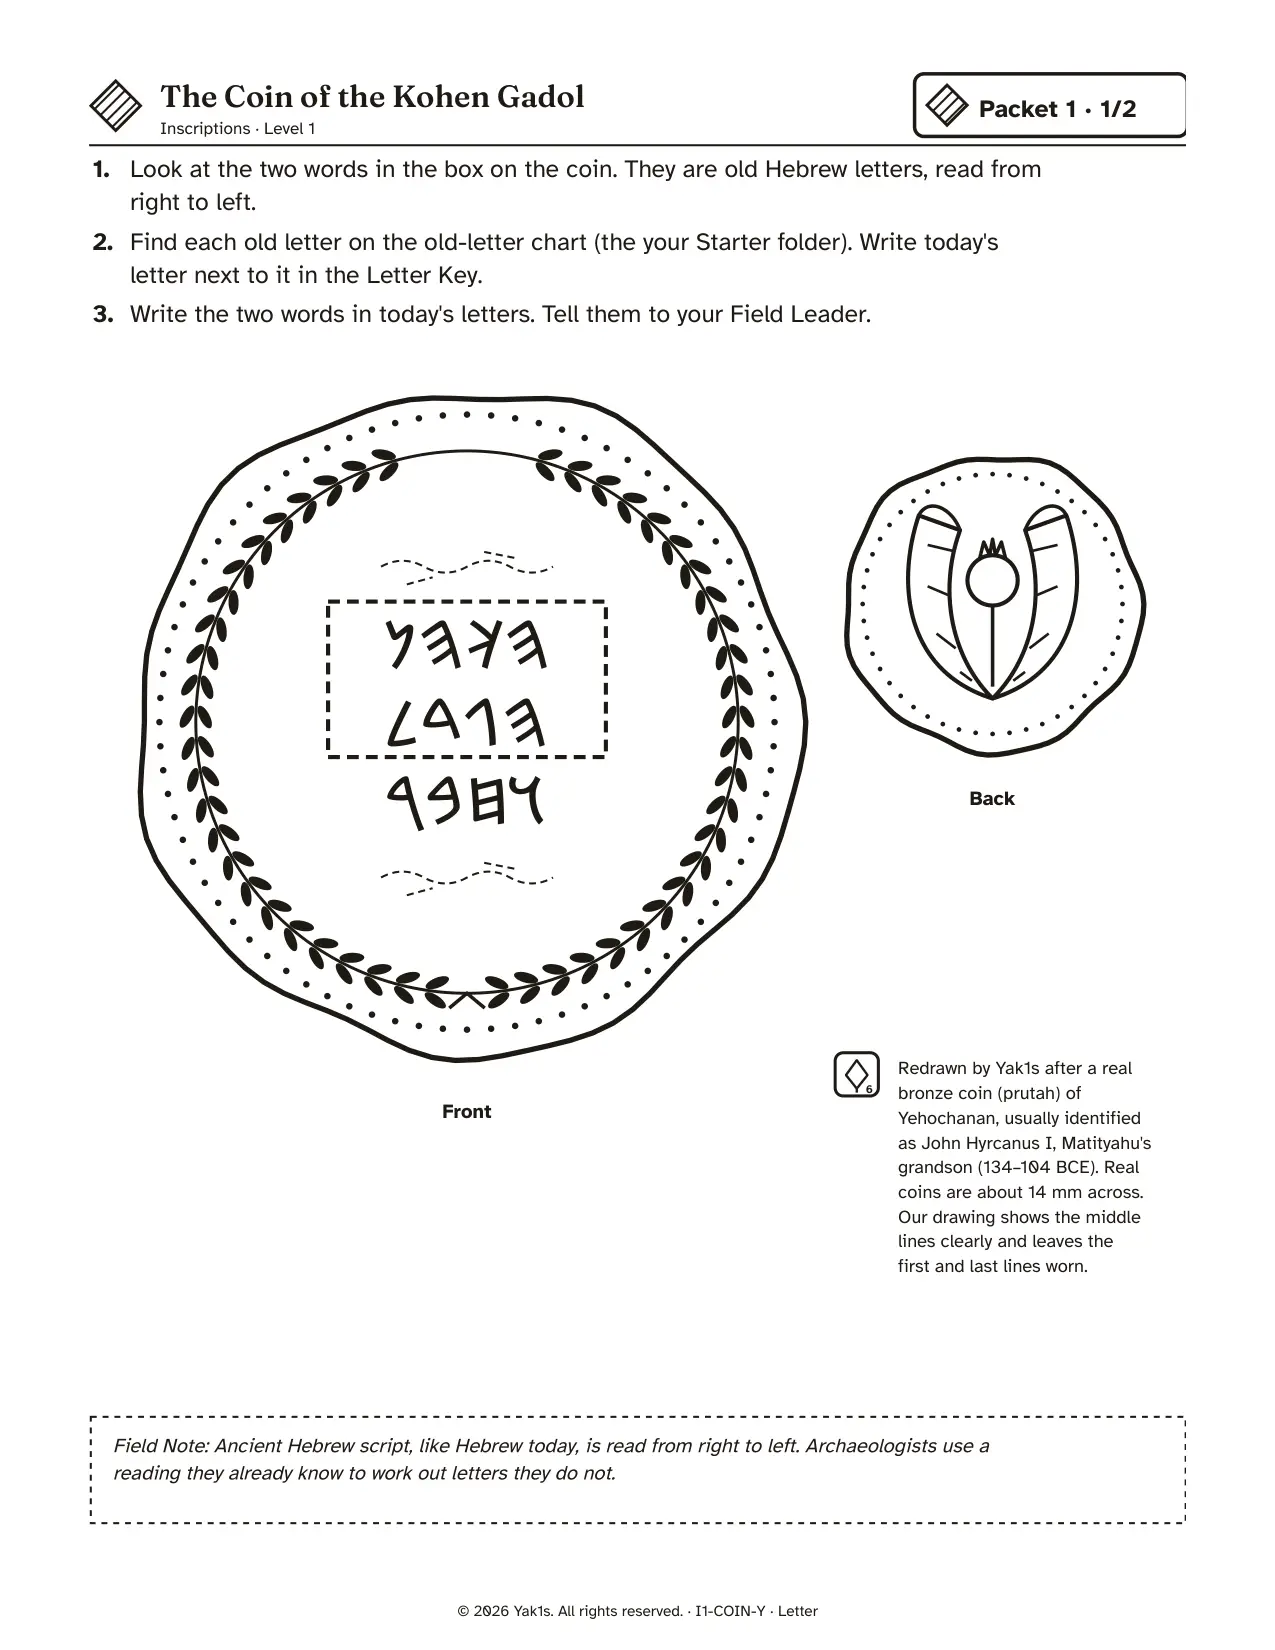 The Coin of the Kohen Gadol
Inscriptions · Level 1
Packet 1 · 1/2
1. Look at the two words in the box on the coin. They are old Hebrew letters, read from
right to left.
2. Find each old letter on the old-letter chart (the your Starter folder). Write today's
letter next to it in the Letter Key.
3. Write the two words in today's letters. Tell them to your Field Leader.
𐤄𐤊𐤄𐤍
𐤄𐤂𐤃𐤋
𐤅𐤇𐤁𐤓
Front
Back
6
Redrawn by Yak1s after a real
bronze coin (prutah) of
Yehochanan, usually identified
as John Hyrcanus I, Matityahu's
grandson (134–104 BCE). Real
coins are about 14 mm across.
Our drawing shows the middle
lines clearly and leaves the
first and last lines worn.
Field Note: Ancient Hebrew script, like Hebrew today, is read from right to left. Archaeologists use a
reading they already know to work out letters they do not.
© 2026 Yak1s. All rights reserved. · I1-COIN-Y · Letter